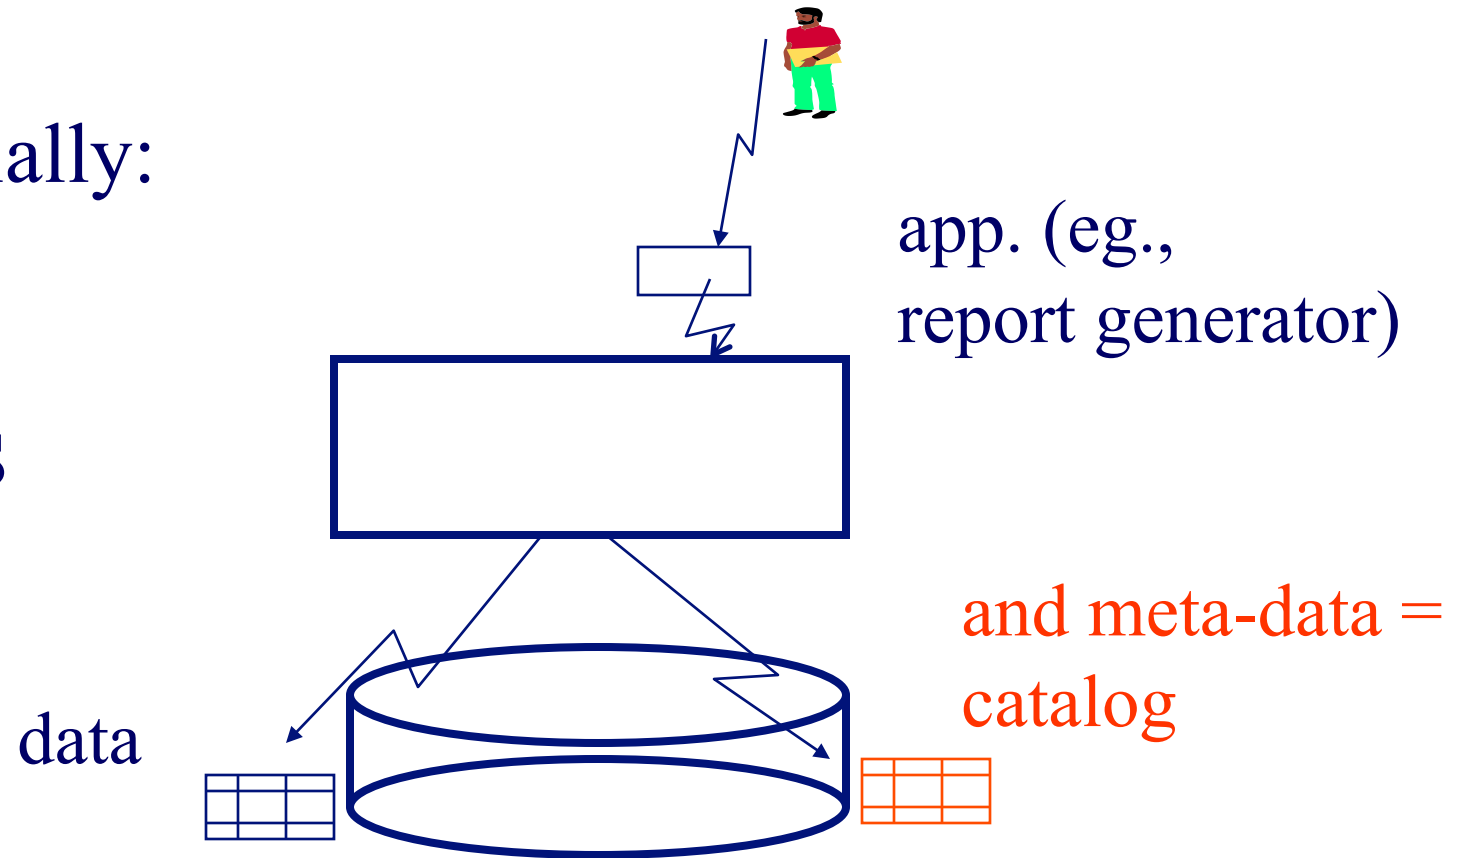 ally:
app. (eg.,
report generator)
and meta-data =
catalog
data